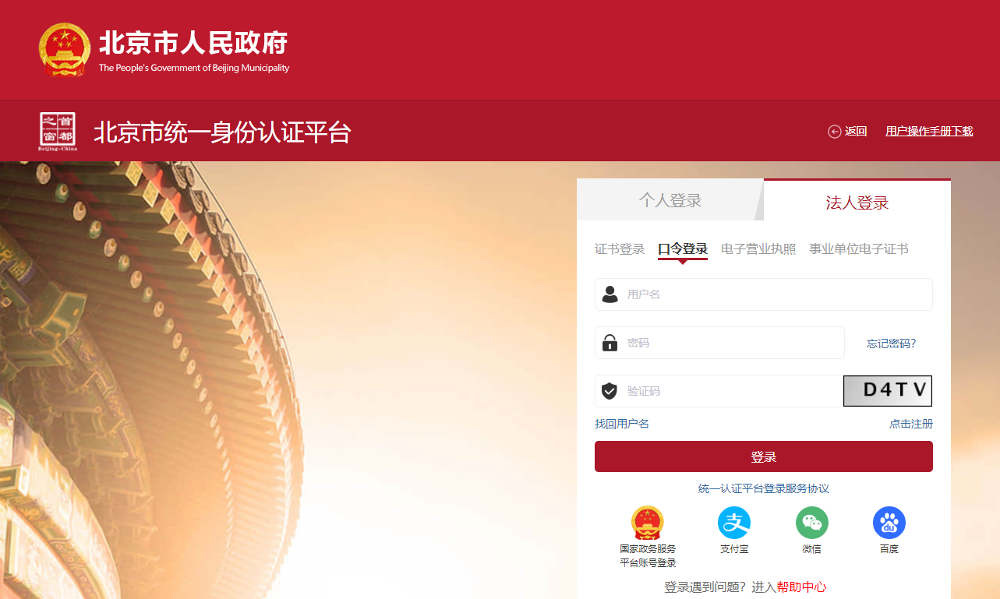 北京市人民政府
The People's Government of Beijing Municipality
首都之窗
Beijing-China
北京市统一身份认证平台
返回 用户操作手册下载
个人登录 法人登录
证书登录 口令登录 电子营业执照 事业单位电子证书
用户名
密码 忘记密码?
验证码 D4TV
找回用户名 点击注册
登录
统一认证平台登录服务协议
支
du
国家政务服务 支付宝 微信 百度
平台账号登录
登录遇到问题？进入帮助中心